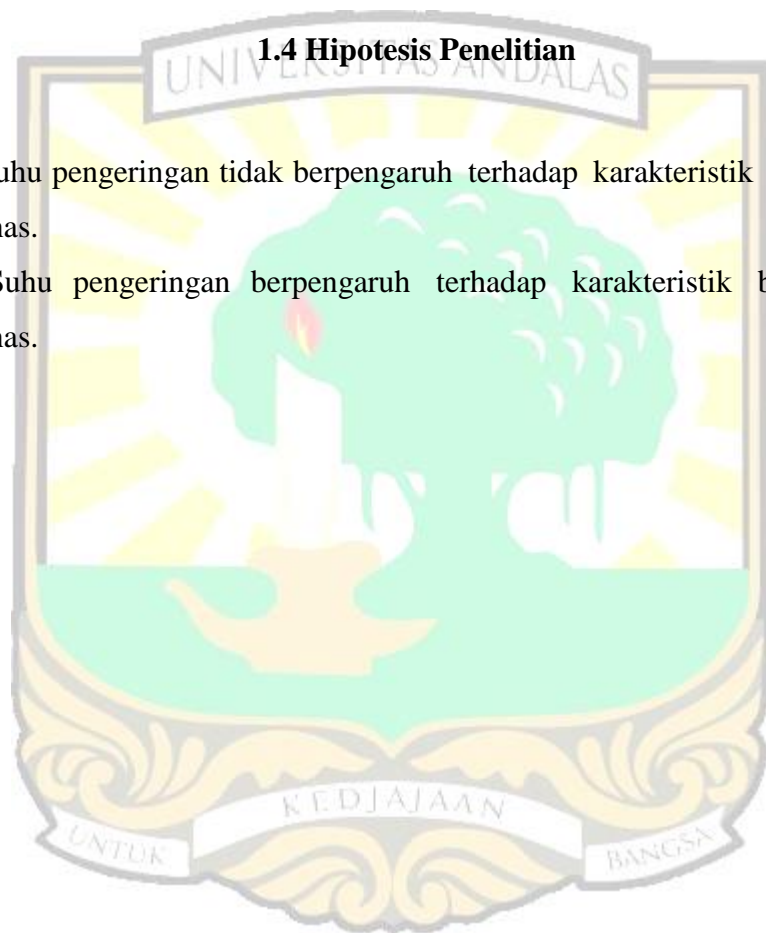 1.4 Hipotesis Penelitian
UNIVERSITAS ANDALAS
uhu pengeringan tidak berpengaruh terhadap karakteristik
nas.
Suhu pengeringan berpengaruh terhadap karakteristik b
nas.
KEDJAJAAN
UNTUK
BANGSA